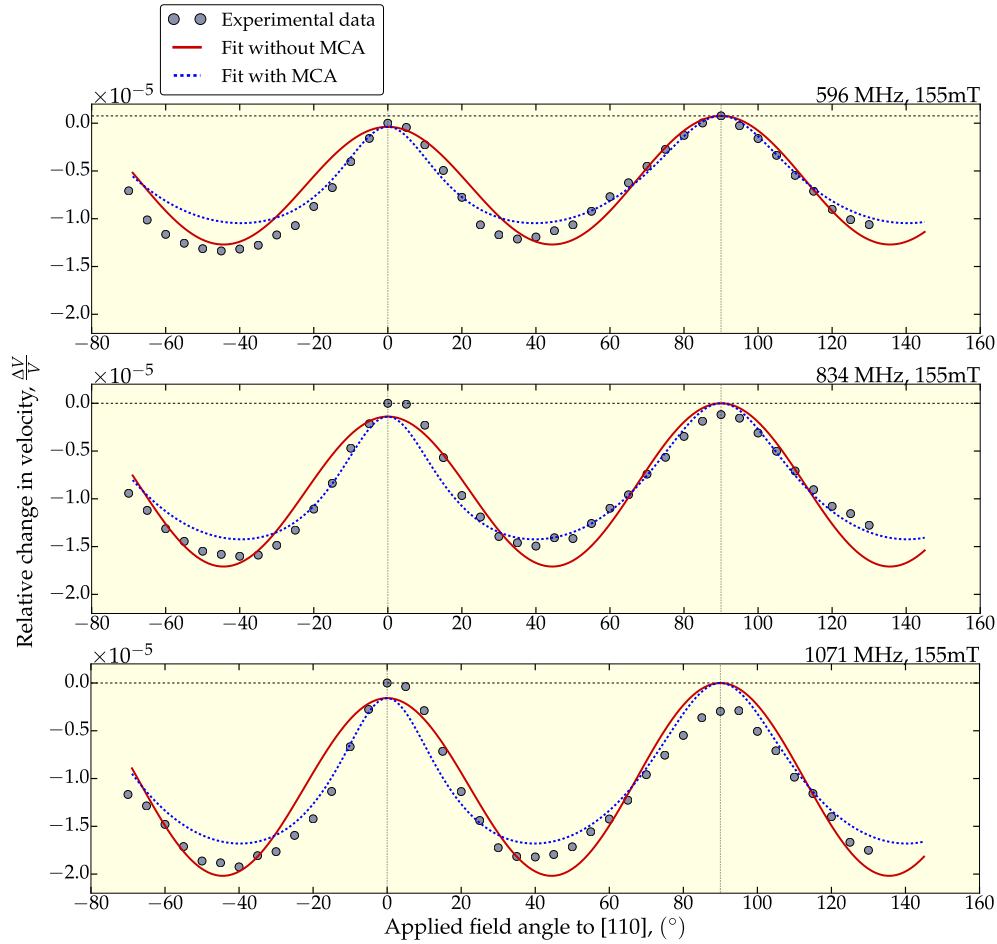 Experimental data
Fit without MCA
Fit with MCA
×10⁻⁵
596 MHz, 155mT
0.0
−0.5
−1.0
−1.5
−2.0
−80 −60 −40 −20 0 20 40 60 80 100 120 140 160
×10⁻⁵
834 MHz, 155mT
0.0
−0.5
−1.0
−1.5
−2.0
−80 −60 −40 −20 0 20 40 60 80 100 120 140 160
Relative change in velocity, ΔV/V
×10⁻⁵
1071 MHz, 155mT
0.0
−0.5
−1.0
−1.5
−2.0
−80 −60 −40 −20 0 20 40 60 80 100 120 140 160
Applied field angle to [110], (°)